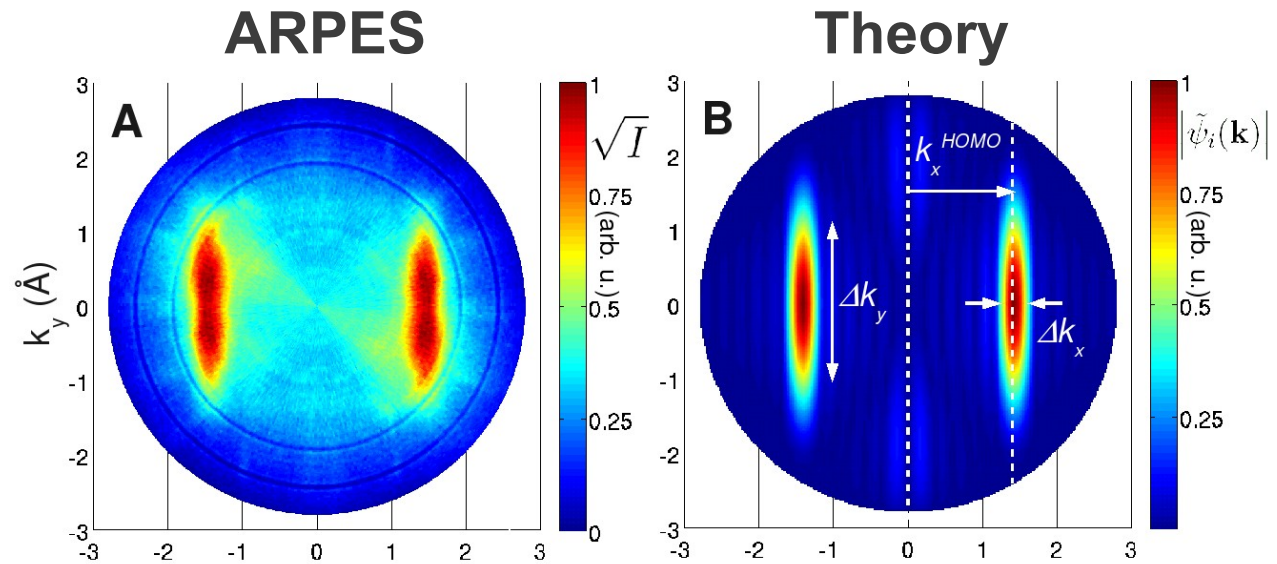 ARPES
Theory
A
B
3
2
1
0
-1
-2
-3
k_y (Å)
-3 -2 -1 0 1 2 3
1
0.75
0.5
0.25
0
√I
(arb. u.)
3
2
1
0
-1
-2
-3
k_x^HOMO
Δk_y
Δk_x
-3 -2 -1 0 1 2 3
1
0.75
0.5
0.25
|ψ̃_i(k)|
(arb. u.)